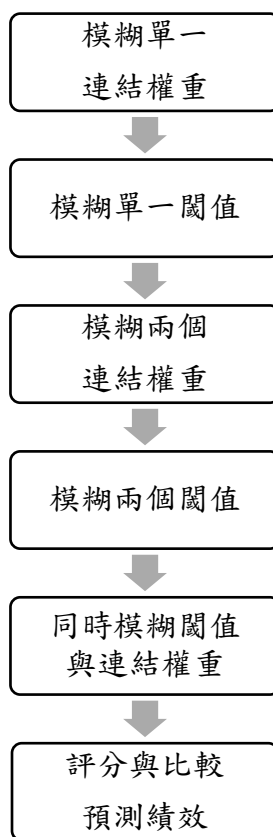 模糊單一
連結權重
模糊單一閾值
模糊兩個
連結權重
模糊兩個閾值
同時模糊閾值
與連結權重
評分與比較
預測績效